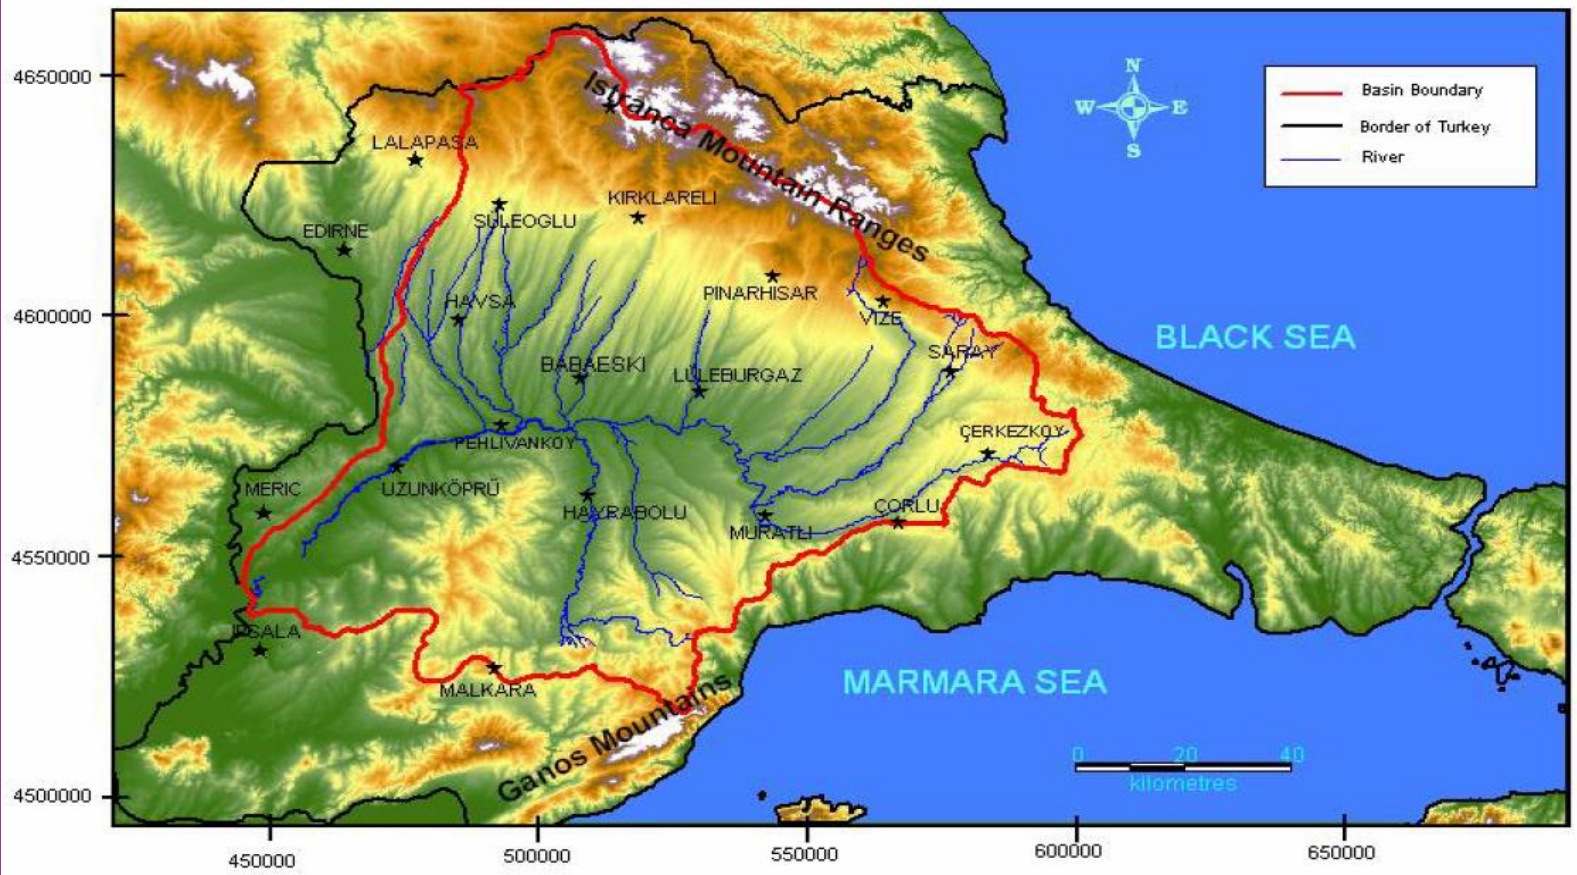 N
W E
S
Basin Boundary
Border of Turkey
River
4650000
4600000
4550000
4500000
Istranca Mountain Ranges
LALAPASA
KIRKLARELI
SULEOGLU
EDIRNE
PINARHISAR
HAVSA
VIZE
BLACK SEA
SARAY
BABAESKI
LULEBURGAZ
ÇERKEZKOY
PEHLIVANKOY
MERIC
UZUNKÖPRÜ
HAYRABOLU
ÇORLU
MURATLI
IPSALA
MALKARA
MARMARA SEA
Ganos Mountains
0 20 40
kilometres
450000
500000
550000
600000
650000